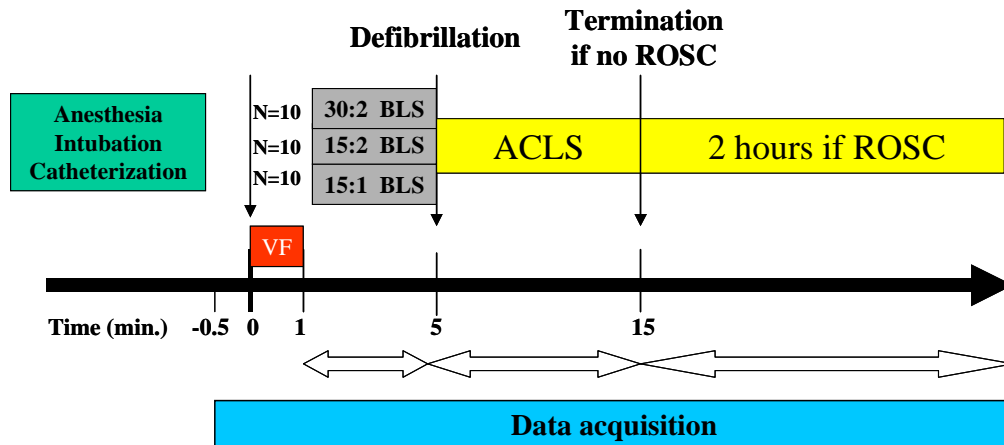 Defibrillation
Termination
if no ROSC
Anesthesia
Intubation
Catheterization
N=10 30:2 BLS
N=10 15:2 BLS
N=10 15:1 BLS
ACLS
2 hours if ROSC
VF
Time (min.) -0.5 0 1 5 15
Data acquisition